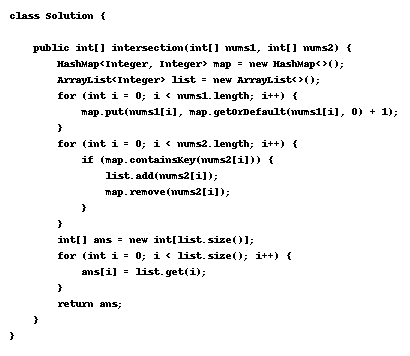 class Solution {
public int[] intersection(int[] nums1, int[] nums2) {
HashMap<Integer, Integer> map = new HashMap<>();
ArrayList<Integer> list = new ArrayList<>();
for (int i = 0; i < nums1.length; i++) {
map.put(nums1[i], map.getOrDefault(nums1[i], 0) + 1);
}
for (int i = 0; i < nums2.length; i++) {
if (map.containsKey(nums2[i])) {
list.add(nums2[i]);
map.remove(nums2[i]);
}
}
int[] ans = new int[list.size()];
for (int i = 0; i < list.size(); i++) {
ans[i] = list.get(i);
}
return ans;
}
}